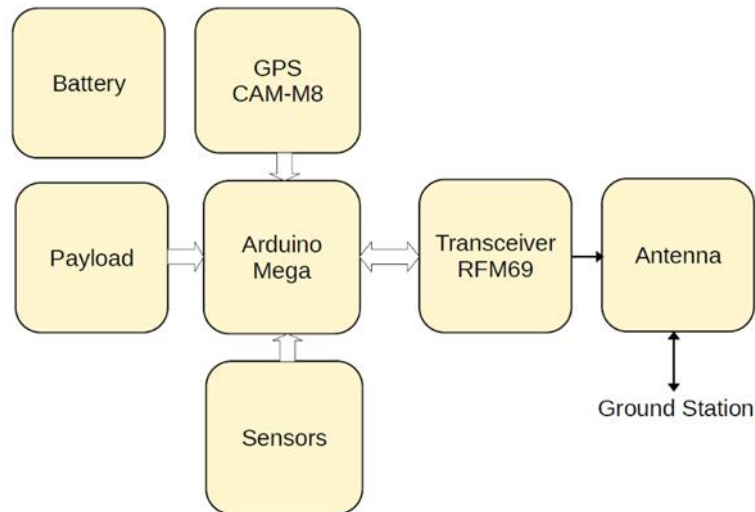 Battery
GPS
CAM-M8
Payload
Arduino
Mega
Transceiver
RFM69
Antenna
Ground Station
Sensors